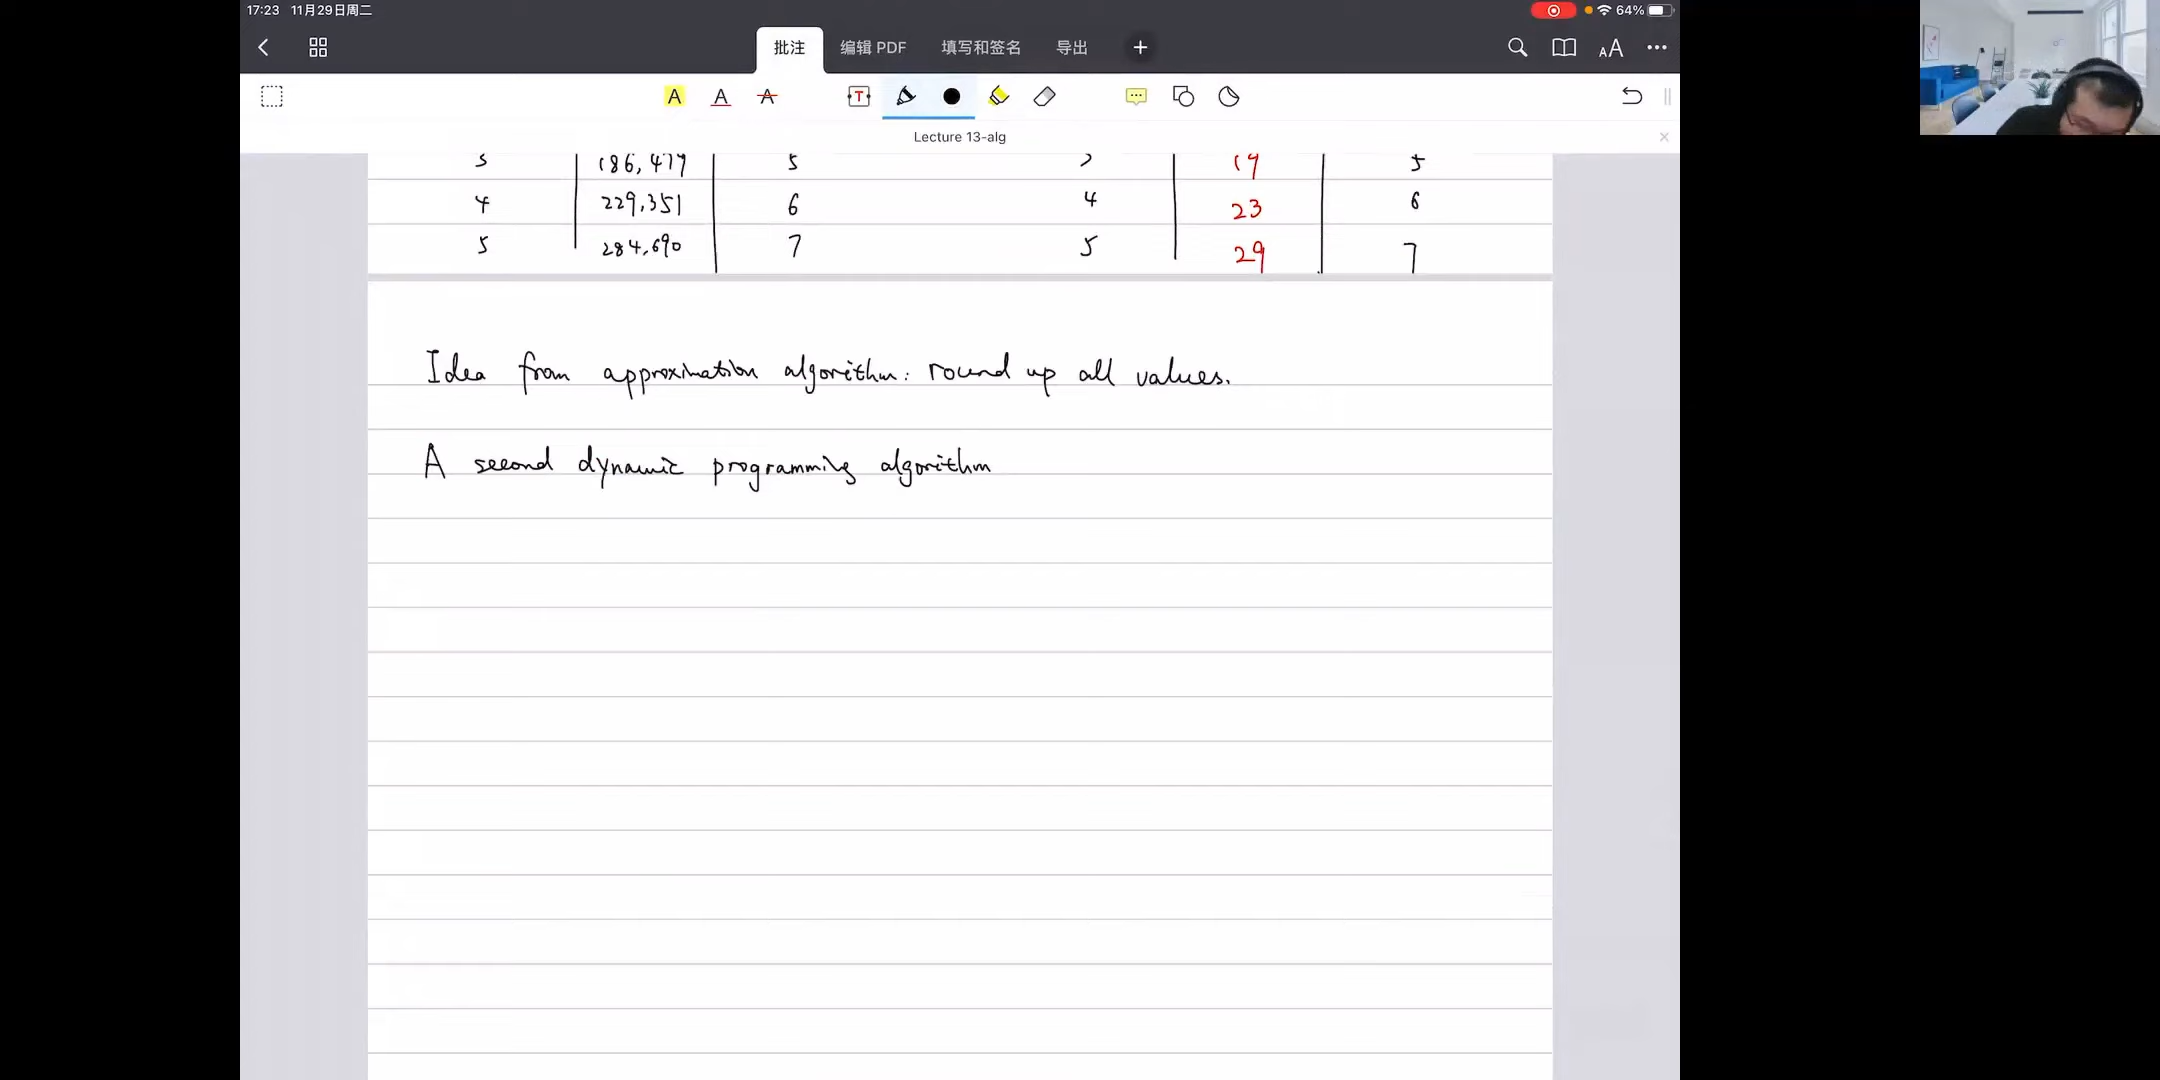 17:23 11月29日周二 64%
批注 编辑 PDF 填写和签名 导出
Lecture 13-alg
186,479 5 19 5
4 229,351 6 4 23 6
5 284,690 7 5 29 7
Idea from approximation algorithm: round up all values.
A second dynamic programming algorithm